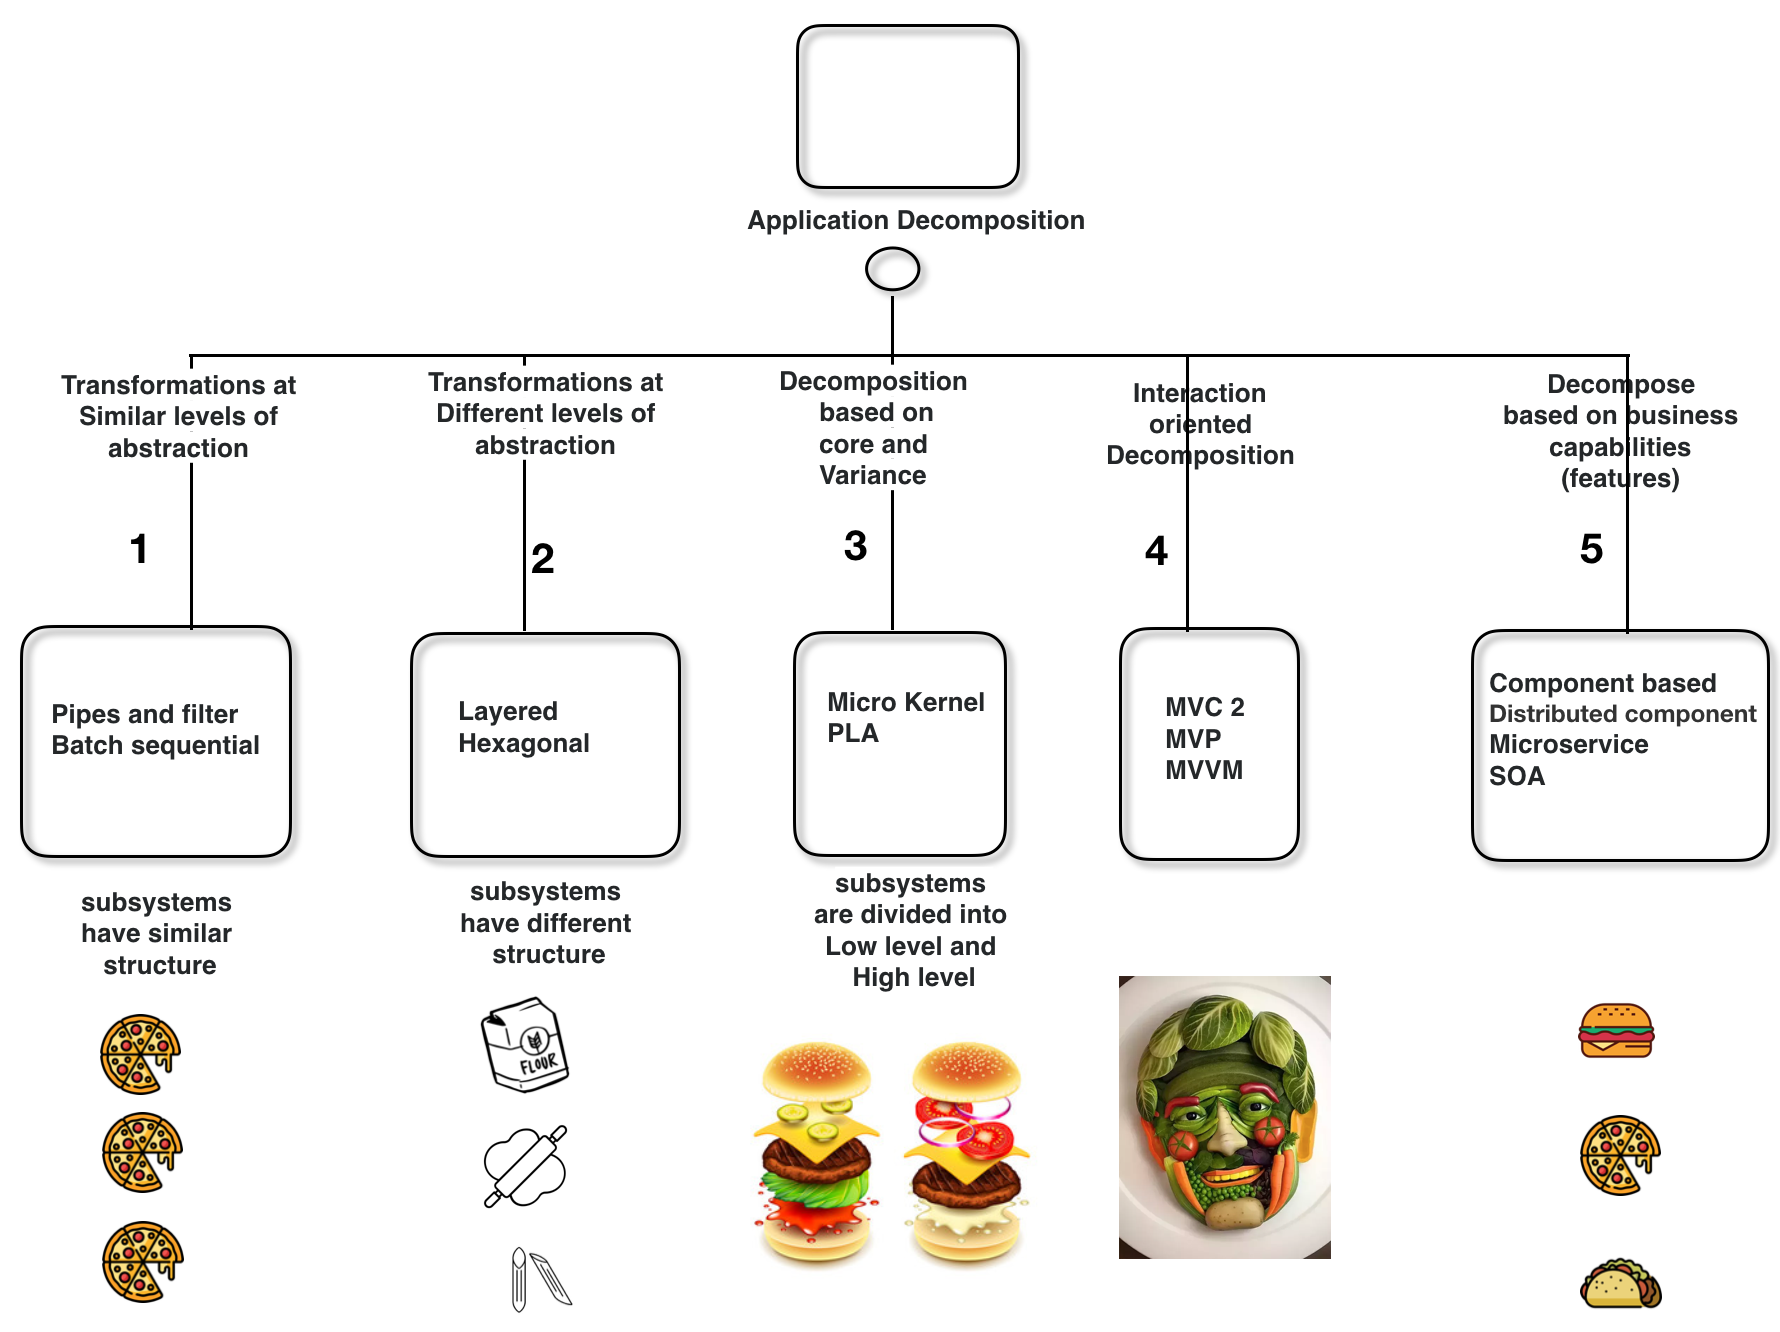 Application Decomposition
Transformations at
Similar levels of
abstraction
1
Pipes and filter
Batch sequential
subsystems
have similar
structure
Transformations at
Different levels of
abstraction
2
Layered
Hexagonal
subsystems
have different
structure
FLOUR
Decomposition
based on
core and
Variance
3
Micro Kernel
PLA
subsystems
are divided into
Low level and
High level
Interaction
oriented
Decomposition
4
MVC 2
MVP
MVVM
Decompose
based on business
capabilities
(features)
5
Component based
Distributed component
Microservice
SOA